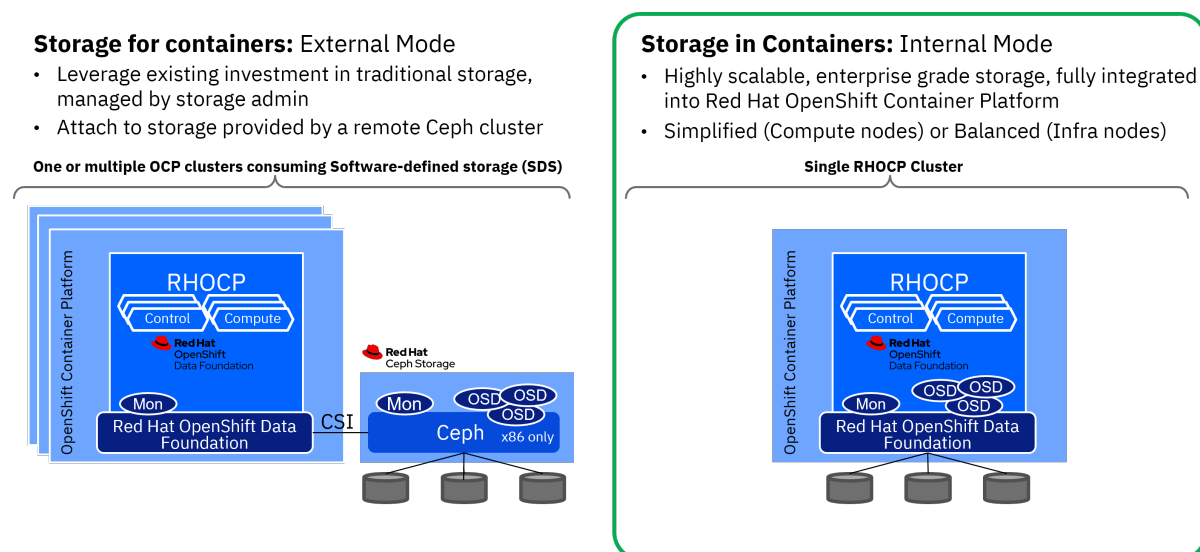 Storage for containers: External Mode
• Leverage existing investment in traditional storage,
managed by storage admin
• Attach to storage provided by a remote Ceph cluster
One or multiple OCP clusters consuming Software-defined storage (SDS)
OpenShift Container Platform
RHOCP
Control
Compute
Red Hat
OpenShift
Data Foundation
Mon
Red Hat OpenShift Data
Foundation
CSI
Red Hat
Ceph Storage
Mon
OSD
OSD
OSD
Ceph
x86 only
Storage in Containers: Internal Mode
• Highly scalable, enterprise grade storage, fully integrated
into Red Hat OpenShift Container Platform
• Simplified (Compute nodes) or Balanced (Infra nodes)
Single RHOCP Cluster
OpenShift Container Platform
RHOCP
Control
Compute
Red Hat
OpenShift
Data Foundation
Mon
OSD
OSD
OSD
Red Hat OpenShift Data
Foundation